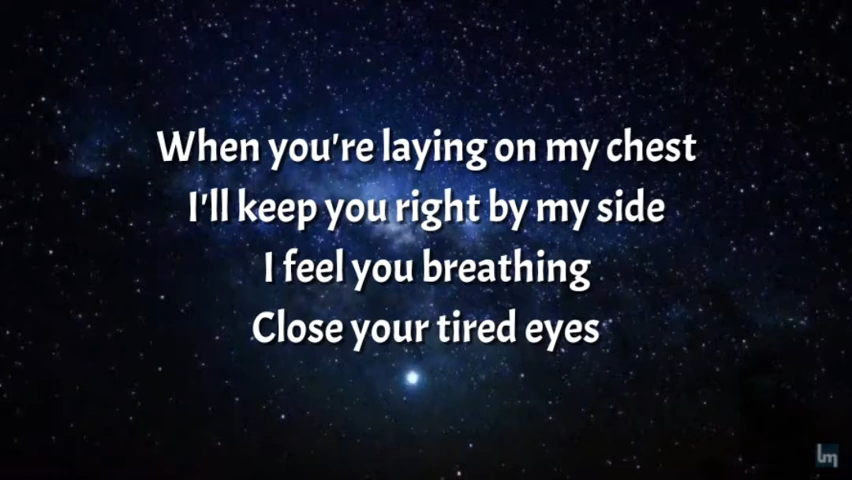 When you're laying on my chest
I'll keep you right by my side
I feel you breathing
Close your tired eyes
lm